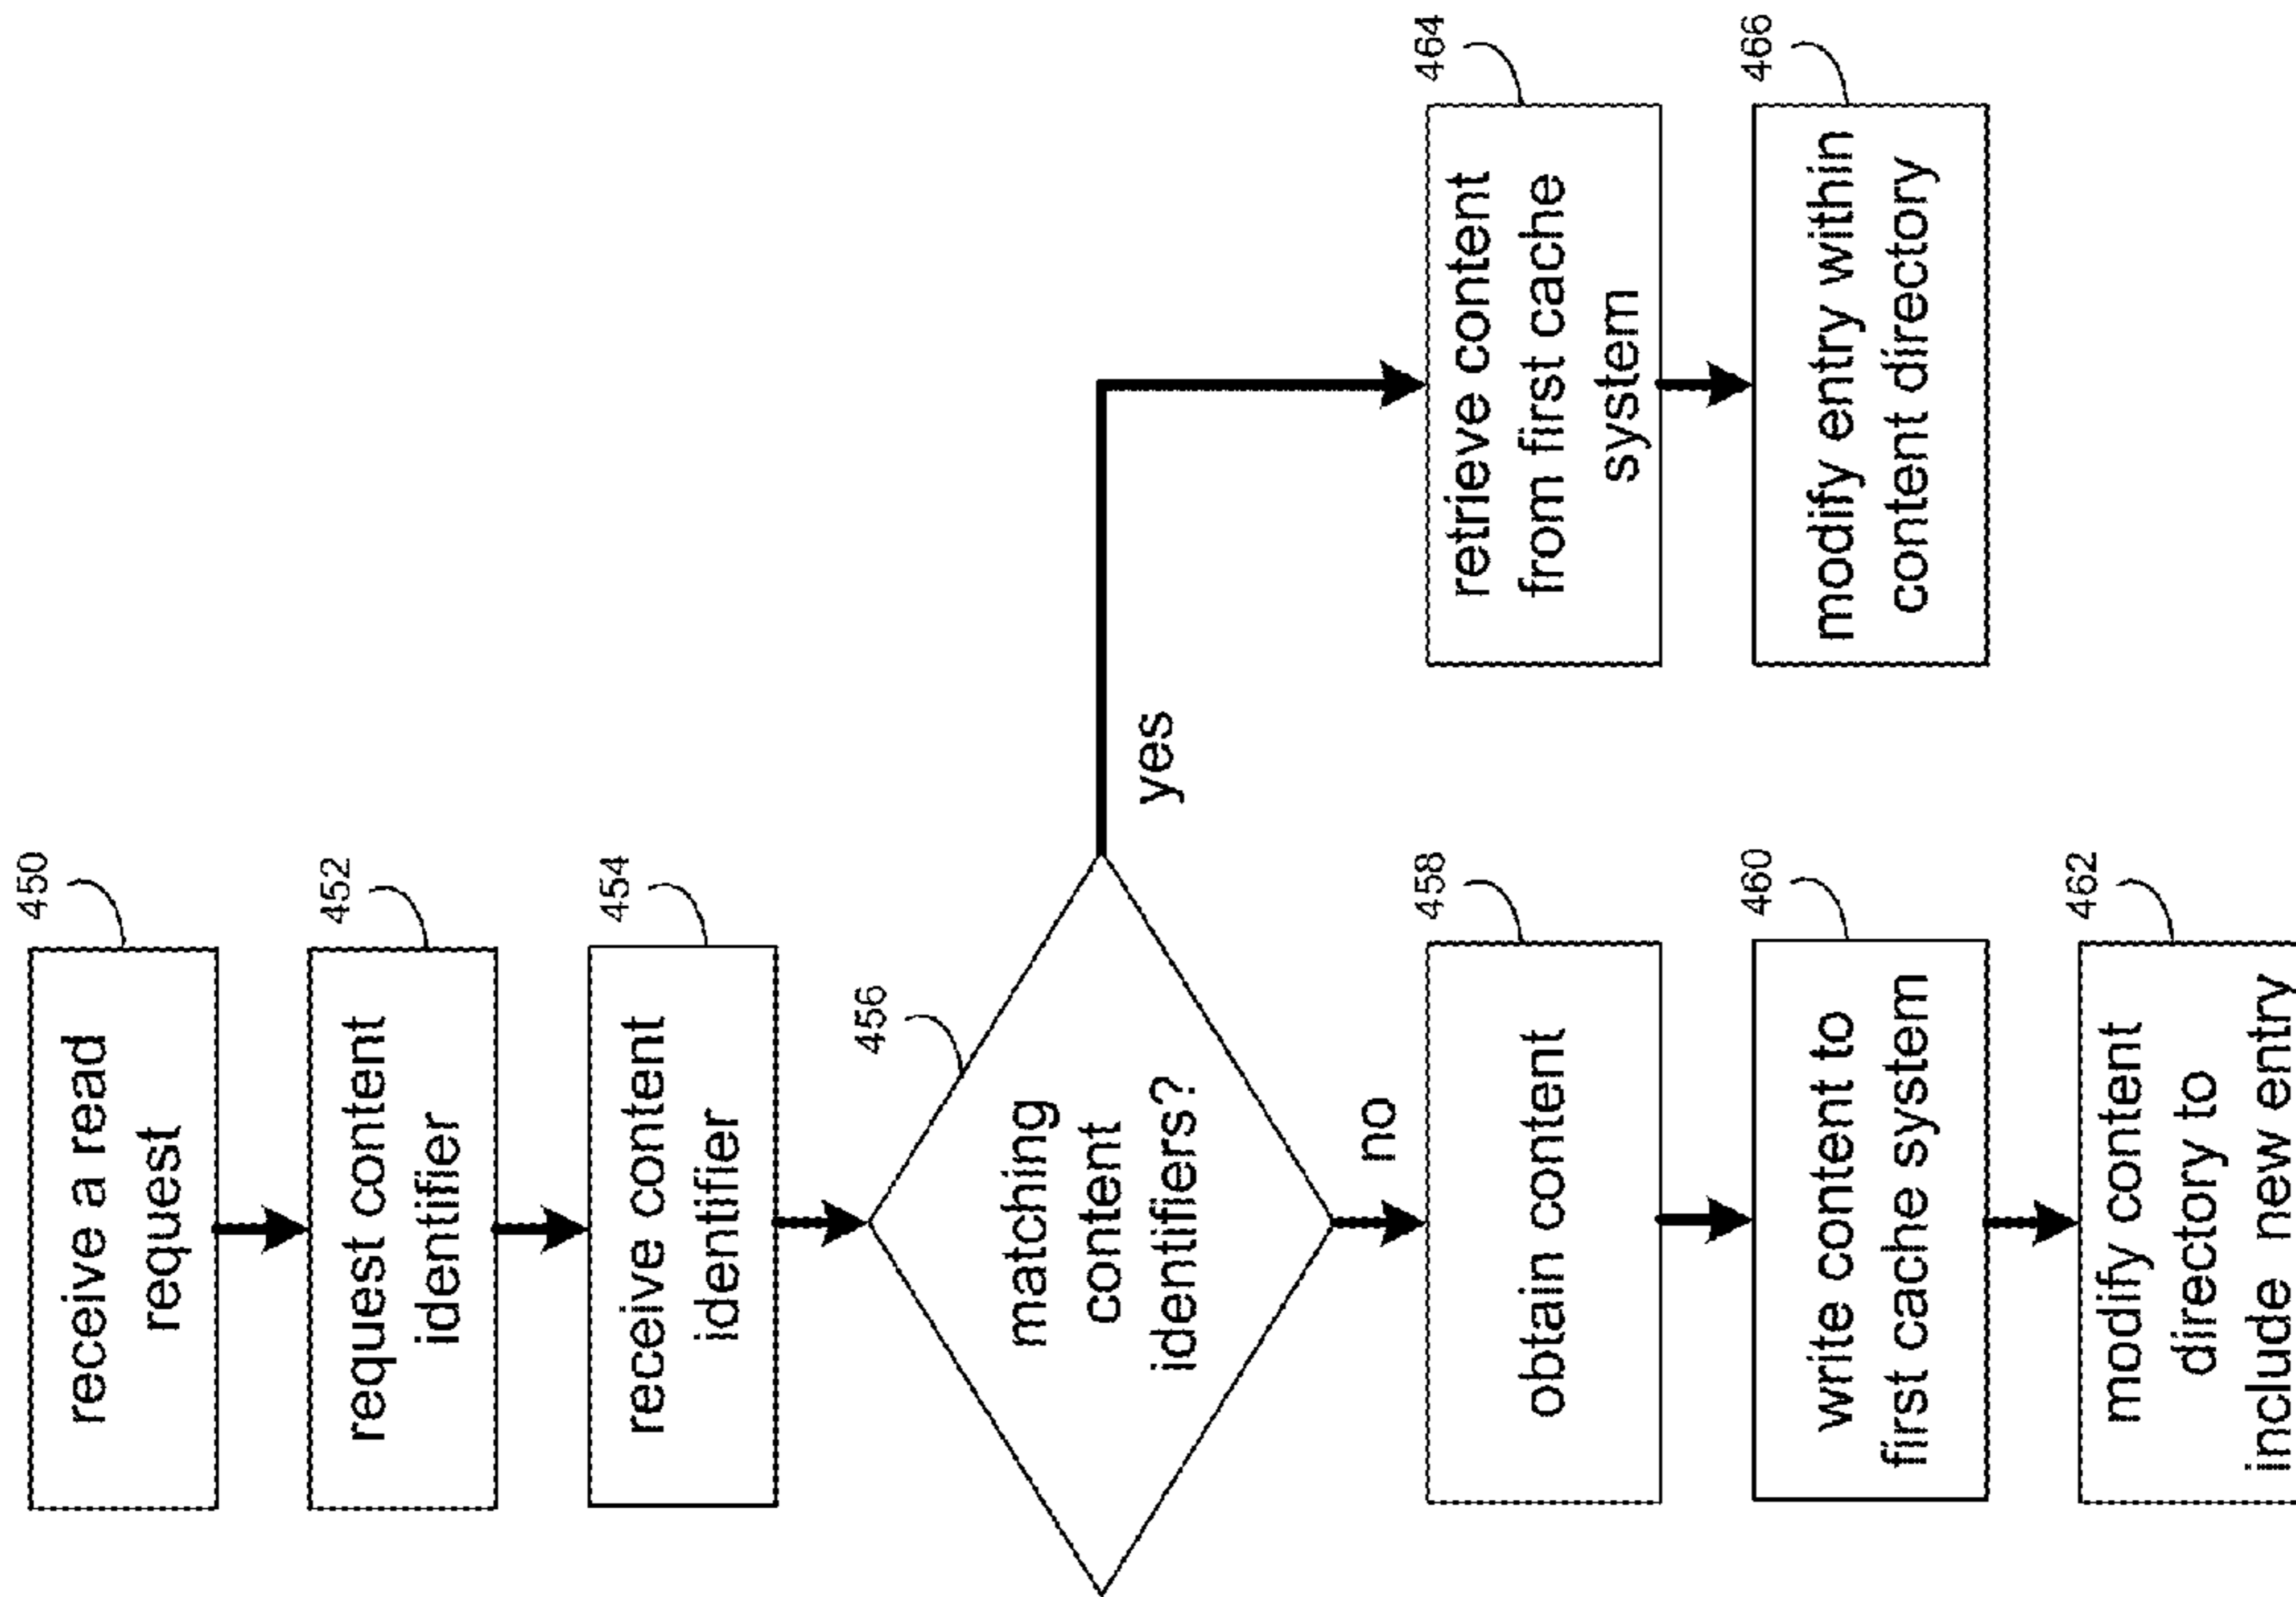 450
receive a read
request
452
request content
identifier
454
receive content
identifier
456
matching
content
identifiers?
yes
no
458
obtain content
460
write content to
first cache system
462
modify content
directory to
include new entry
464
retrieve content
from first cache
system
466
modify entry within
content directory